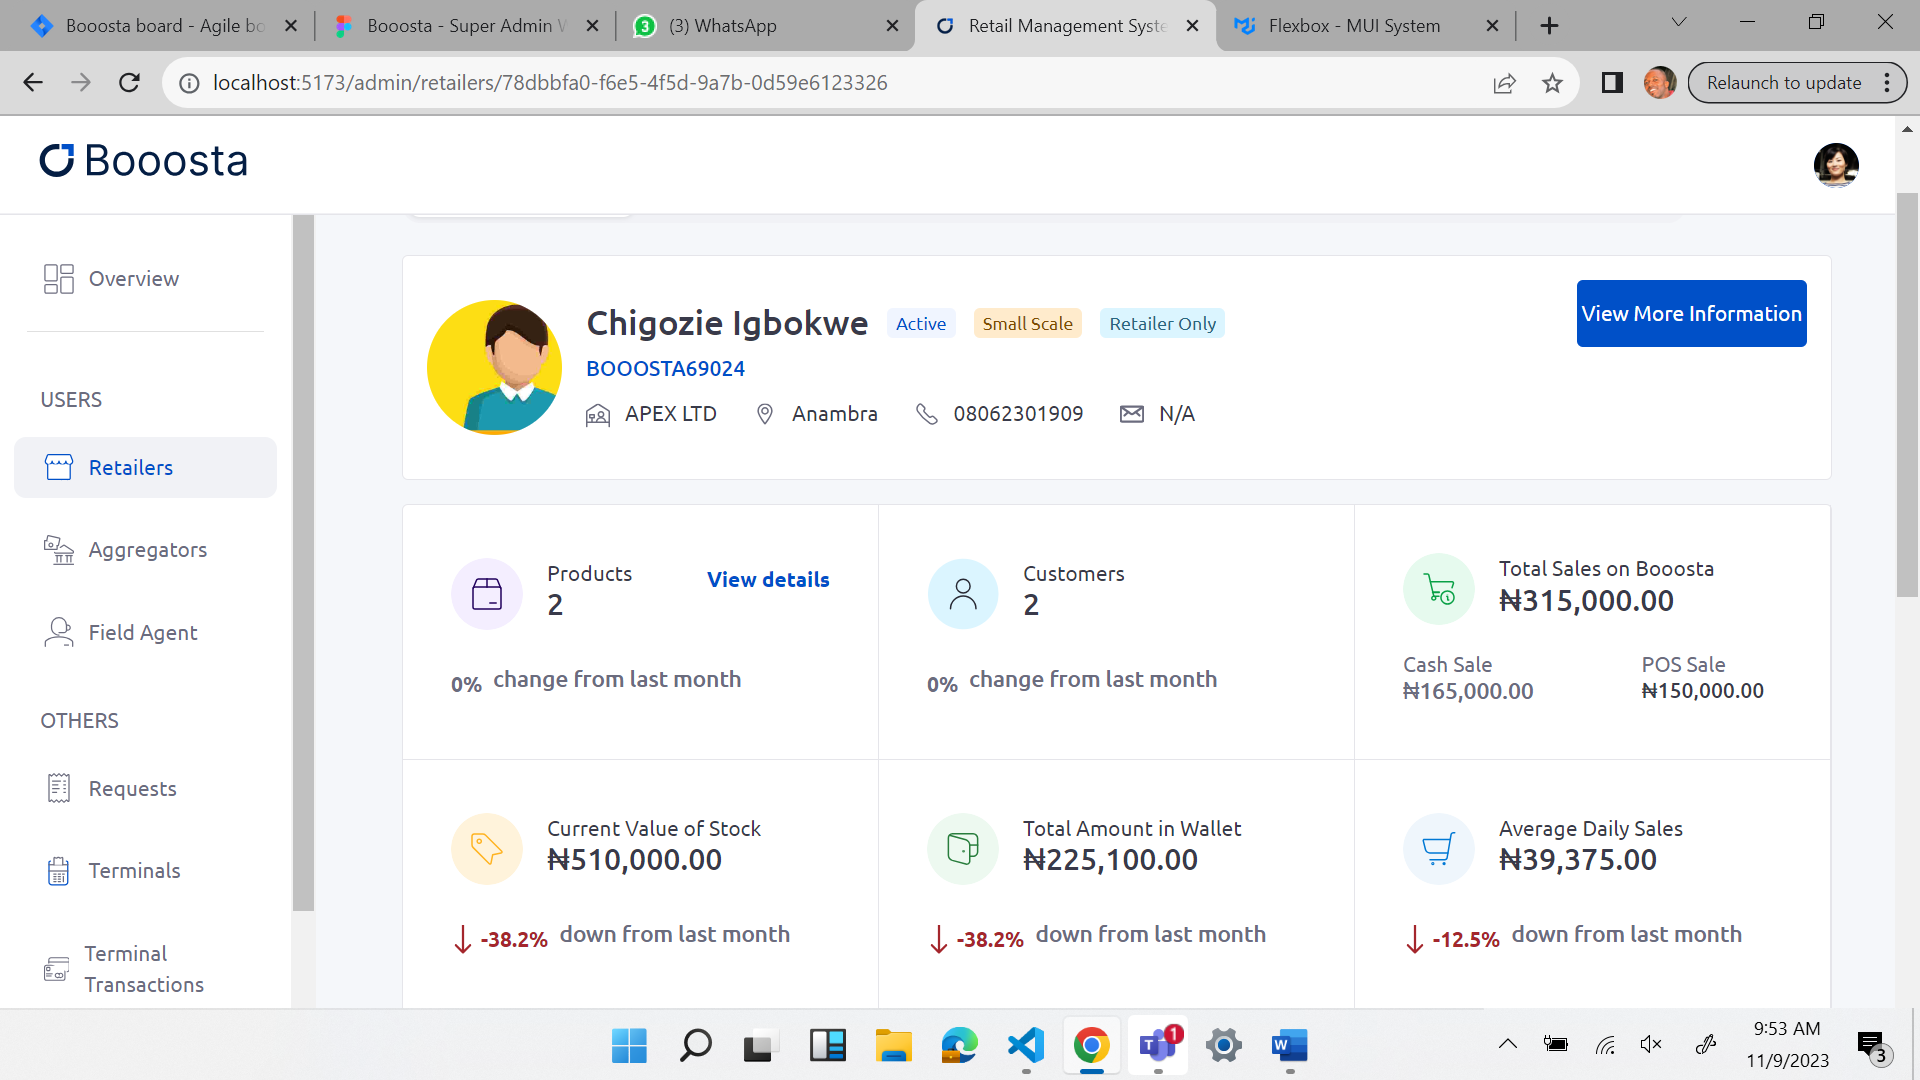 Booosta board - Agile bo
Booosta - Super Admin W
3 (3) WhatsApp
Retail Management Syste
Flexbox - MUI System
localhost:5173/admin/retailers/78dbbfa0-f6e5-4f5d-9a7b-0d59e6123326
Relaunch to update
Booosta
Overview
USERS
Retailers
Aggregators
Field Agent
OTHERS
Requests
Terminals
Terminal
Transactions
Chigozie Igbokwe Active Small Scale Retailer Only
View More Information
BOOOSTA69024
APEX LTD Anambra 08062301909 N/A
Products
2
View details
0% change from last month
Customers
2
0% change from last month
Total Sales on Booosta
₦315,000.00
Cash Sale
₦165,000.00
POS Sale
₦150,000.00
Current Value of Stock
₦510,000.00
-38.2% down from last month
Total Amount in Wallet
₦225,100.00
-38.2% down from last month
Average Daily Sales
₦39,375.00
-12.5% down from last month
T 1
W
9:53 AM
11/9/2023
3